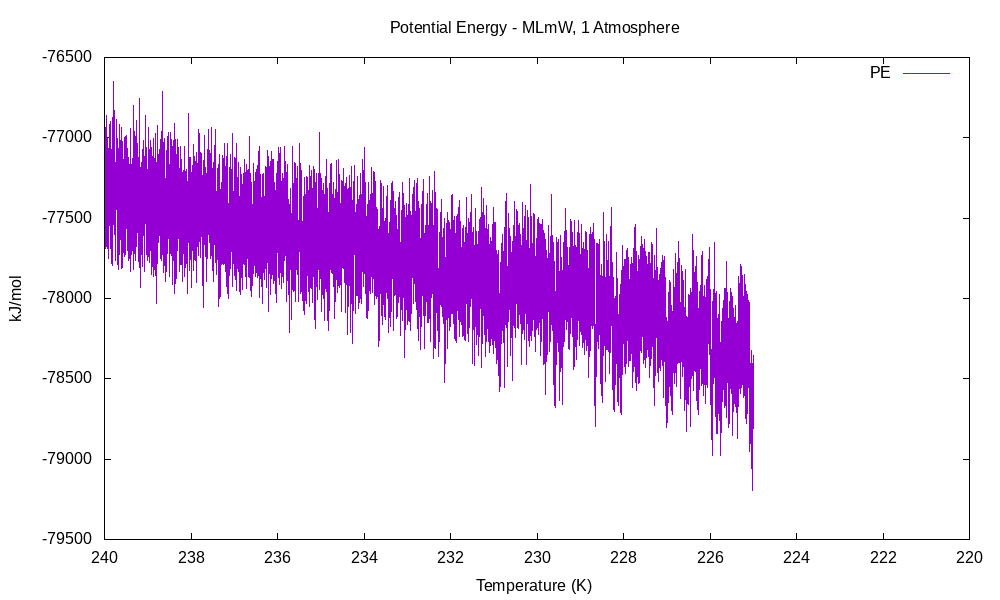 Potential Energy - MLmW, 1 Atmosphere
PE
-76500
-77000
-77500
-78000
-78500
-79000
-79500
kJ/mol
240 238 236 234 232 230 228 226 224 222 220
Temperature (K)